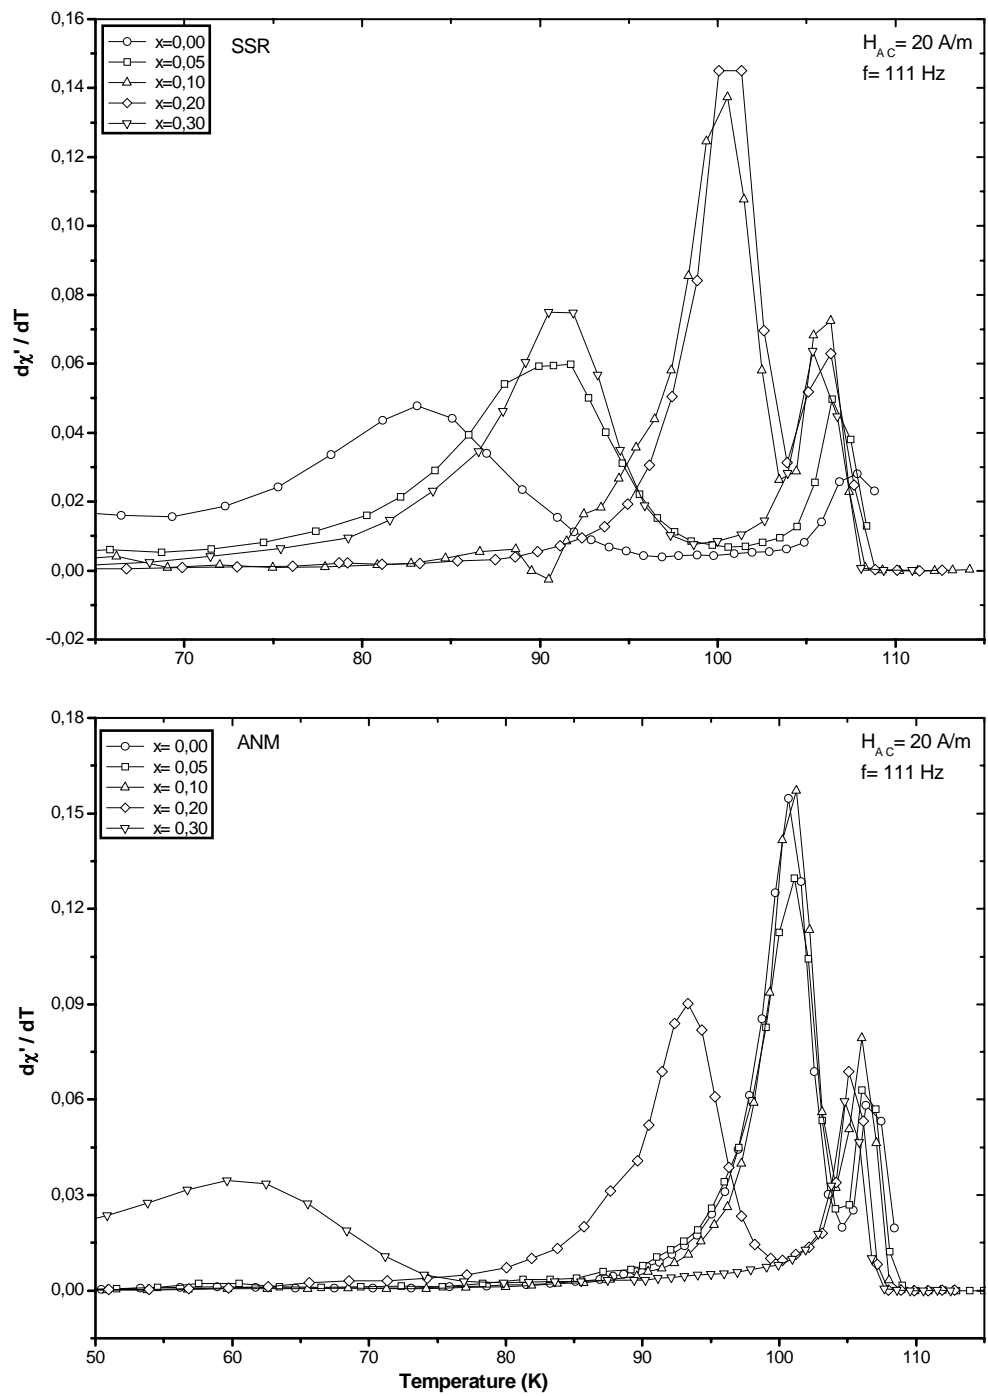 0,16
0,14
0,12
0,10
0,08
0,06
0,04
0,02
0,00
-0,02
dχ' / dT
x=0,00
x=0,05
x=0,10
x=0,20
x=0,30
SSR
H_AC= 20 A/m
f= 111 Hz
70 80 90 100 110
0,18
0,15
0,12
0,09
0,06
0,03
0,00
dχ' / dT
x= 0,00
x= 0,05
x= 0,10
x= 0,20
x= 0,30
ANM
H_AC= 20 A/m
f= 111 Hz
50 60 70 80 90 100 110
Temperature (K)